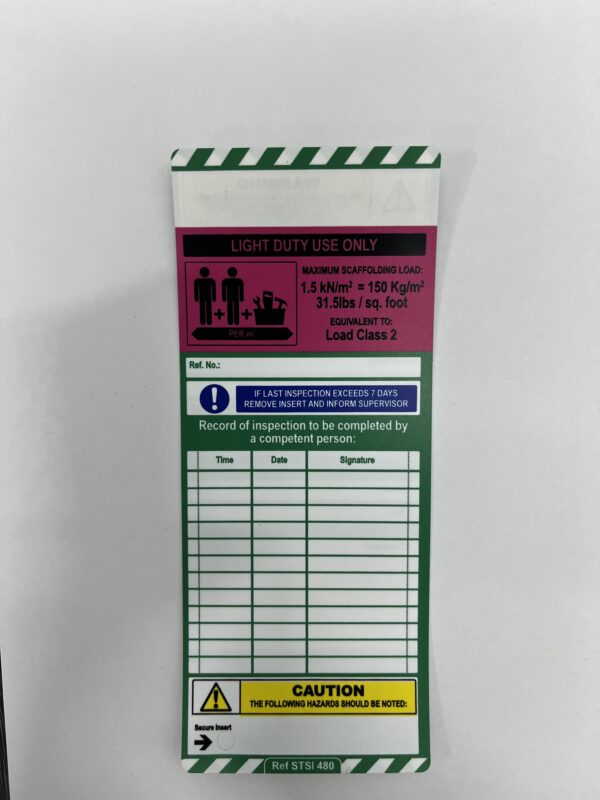 WARNING
LIGHT DUTY USE ONLY
MAXIMUM SCAFFOLDING LOAD:
1.5 kN/m² = 150 Kg/m²
31.5lbs / sq. foot
EQUIVALENT TO:
Load Class 2
PER m
Ref. No.:
IF LAST INSPECTION EXCEEDS 7 DAYS
REMOVE INSERT AND INFORM SUPERVISOR
Record of inspection to be completed by
a competent person:
Time Date Signature
CAUTION
THE FOLLOWING HAZARDS SHOULD BE NOTED:
Secure Insert
Ref STSI 480